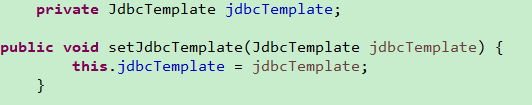 private JdbcTemplate jdbcTemplate;
public void setJdbcTemplate(JdbcTemplate jdbcTemplate) {
this.jdbcTemplate = jdbcTemplate;
}